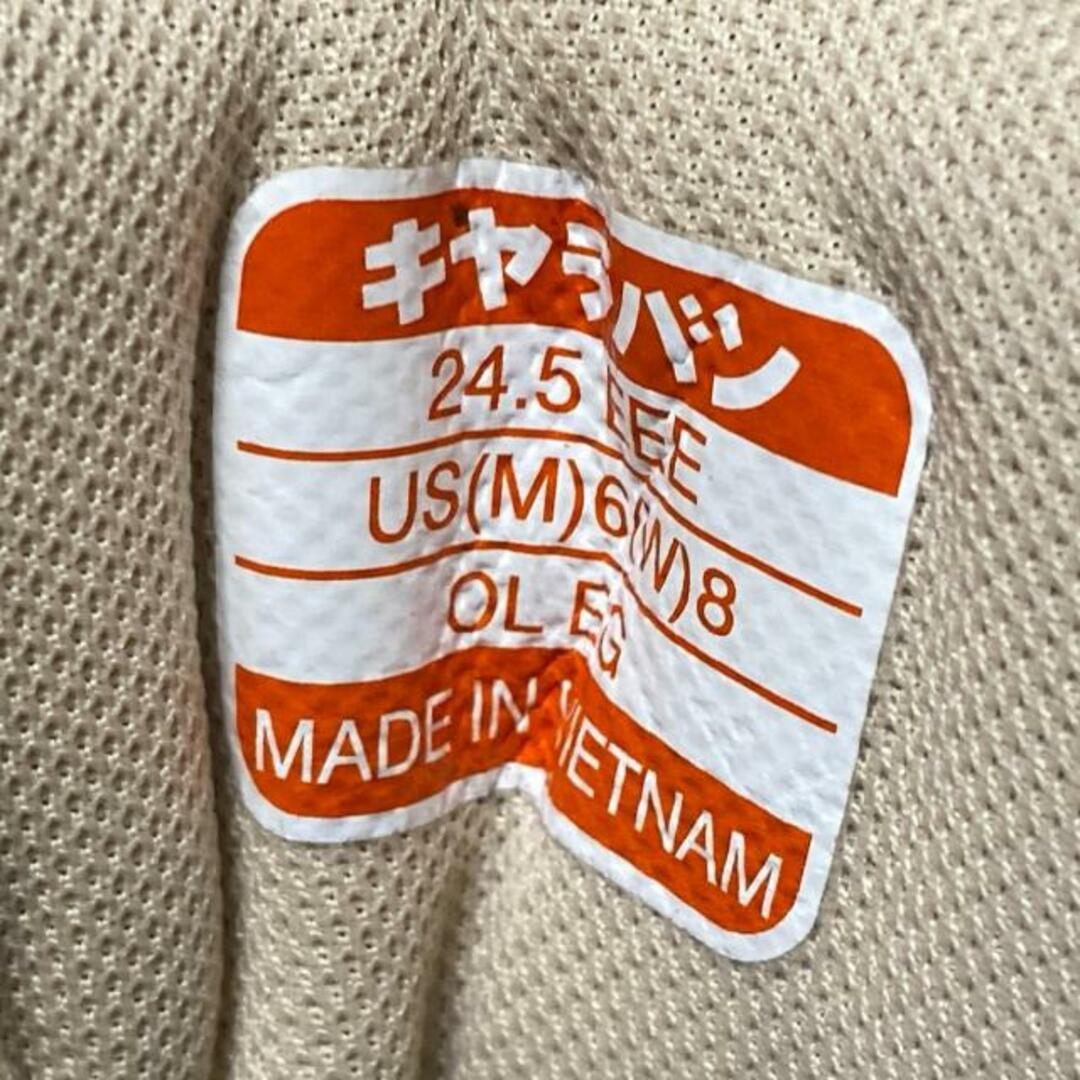 キャラバン
24.5 EEE
US(M)6(W)8
OL EG
MADE IN VIETNAM